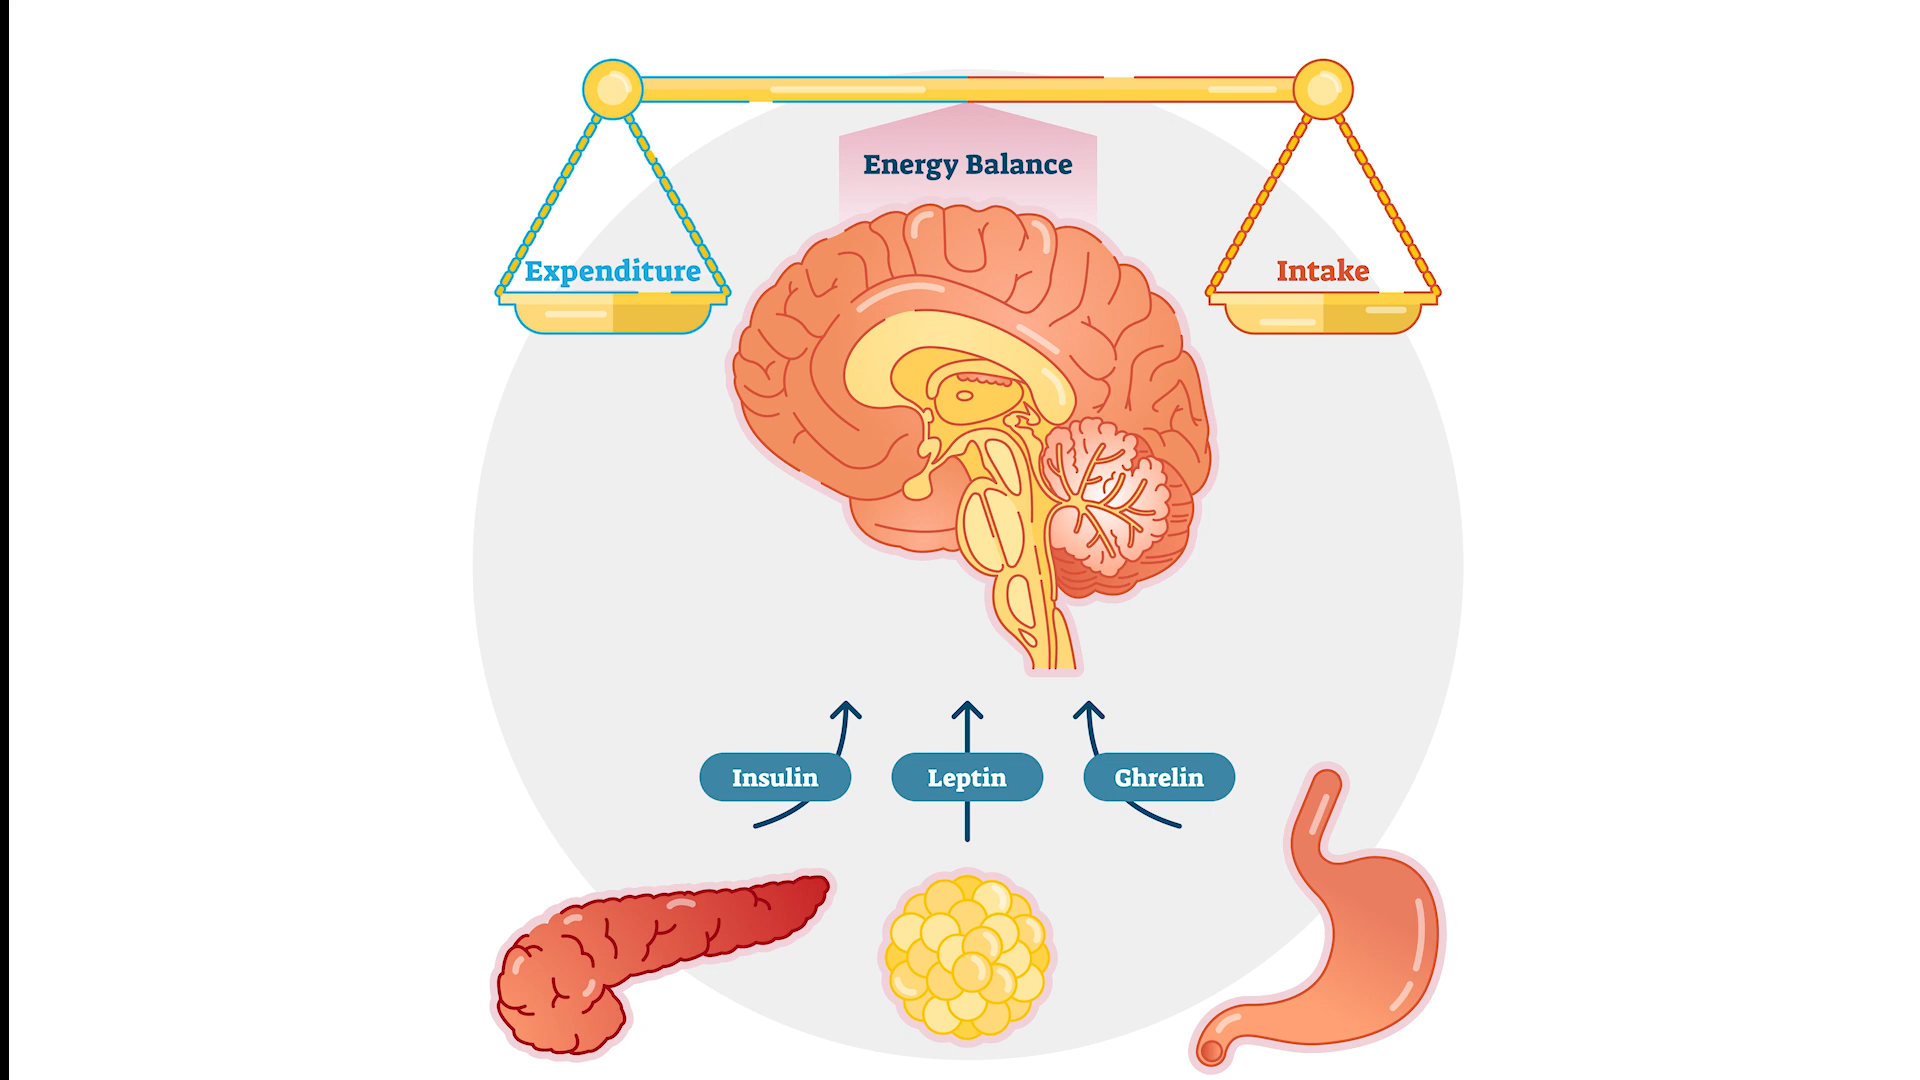 Energy Balance
Expenditure
Intake
Insulin
Leptin
Ghrelin